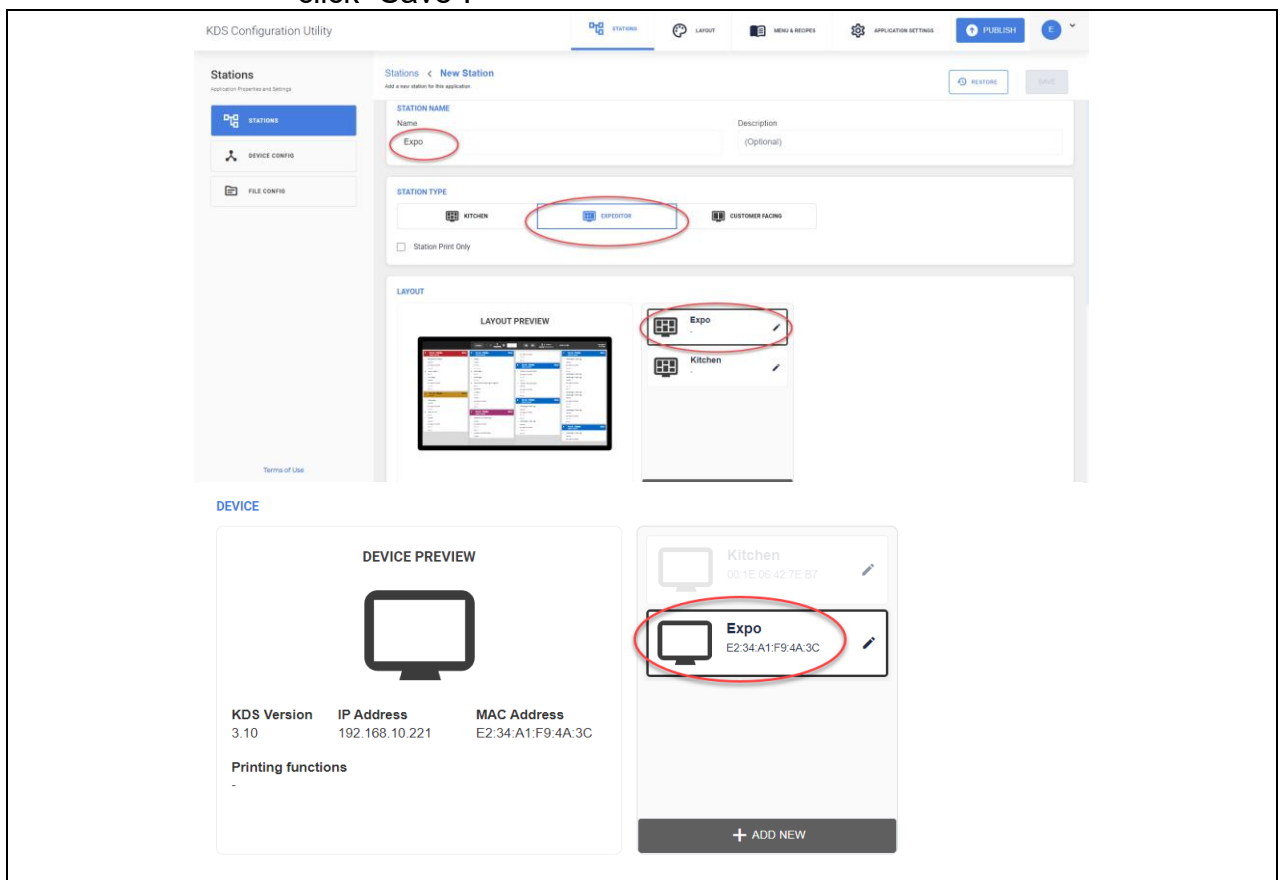 click "Save".
KDS Configuration Utility
STATIONS
LAYOUT
MENU & RECIPES
APPLICATION SETTINGS
PUBLISH
E
Stations
Application Properties and Settings
STATIONS
DEVICE CONFIG
FILE CONFIG
Terms of Use
Stations < New Station
Add a new station for this application.
RESTORE
SAVE
STATION NAME
Name
Description
Expo
(Optional)
STATION TYPE
KITCHEN
EXPEDITOR
CUSTOMER FACING
Station Print Only
LAYOUT
LAYOUT PREVIEW
Expo
-
Kitchen
-
DEVICE
DEVICE PREVIEW
KDS Version IP Address MAC Address
3.10 192.168.10.221 E2:34:A1:F9:4A:3C
Printing functions
-
Kitchen
00:1E:06:42:7E:B7
Expo
E2:34:A1:F9:4A:3C
+ ADD NEW